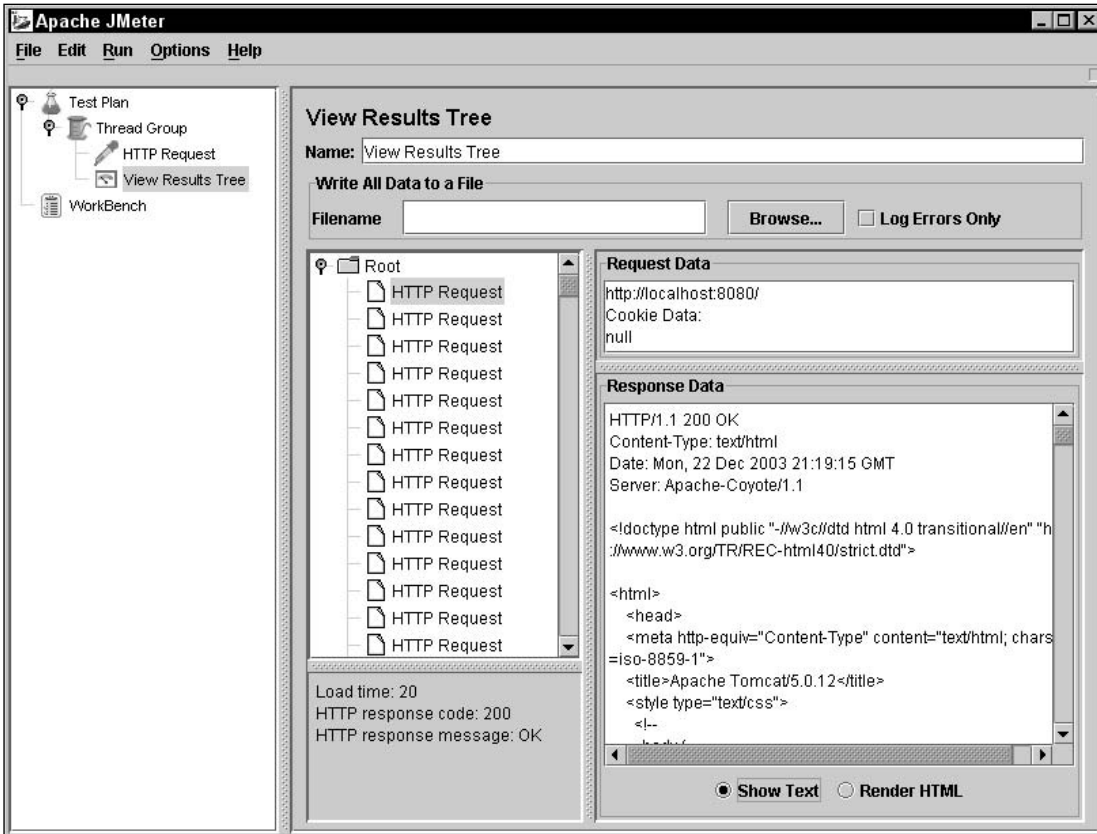 Apache JMeter
File Edit Run Options Help
Test Plan
Thread Group
HTTP Request
View Results Tree
WorkBench
View Results Tree
Name: View Results Tree
Write All Data to a File
Filename Browse... Log Errors Only
Root
HTTP Request
HTTP Request
HTTP Request
HTTP Request
HTTP Request
HTTP Request
HTTP Request
HTTP Request
HTTP Request
HTTP Request
HTTP Request
HTTP Request
HTTP Request
HTTP Request
Load time: 20
HTTP response code: 200
HTTP response message: OK
Request Data
http://localhost:8080/
Cookie Data:
null
Response Data
HTTP/1.1 200 OK
Content-Type: text/html
Date: Mon, 22 Dec 2003 21:19:15 GMT
Server: Apache-Coyote/1.1
<!doctype html public "-//w3c//dtd html 4.0 transitional//en" "h
://www.w3.org/TR/REC-html40/strict.dtd">
<html>
<head>
<meta http-equiv="Content-Type" content="text/html; chars
=iso-8859-1">
<title>Apache Tomcat/5.0.12</title>
<style type="text/css">
<!--
body {
Show Text Render HTML